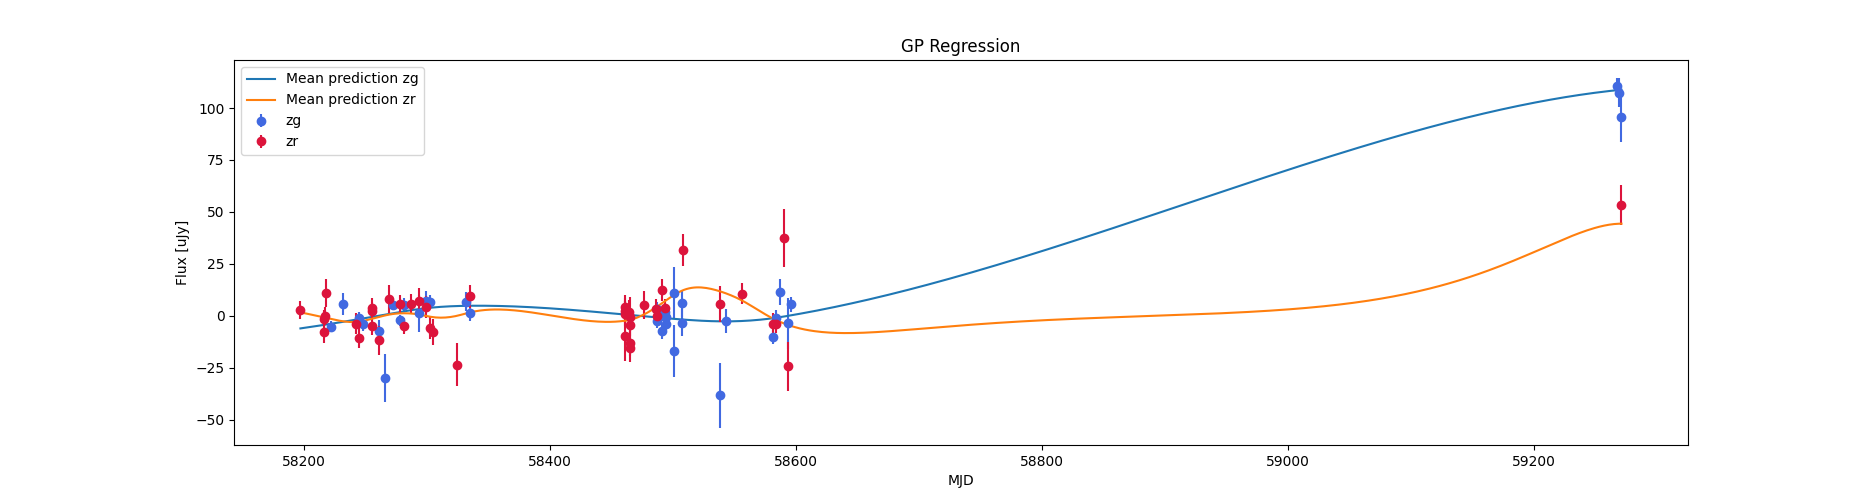 GP Regression
Mean prediction zg
Mean prediction zr
zg
zr
Flux [uJy]
100
75
50
25
0
−25
−50
58200 58400 58600 58800 59000 59200
MJD